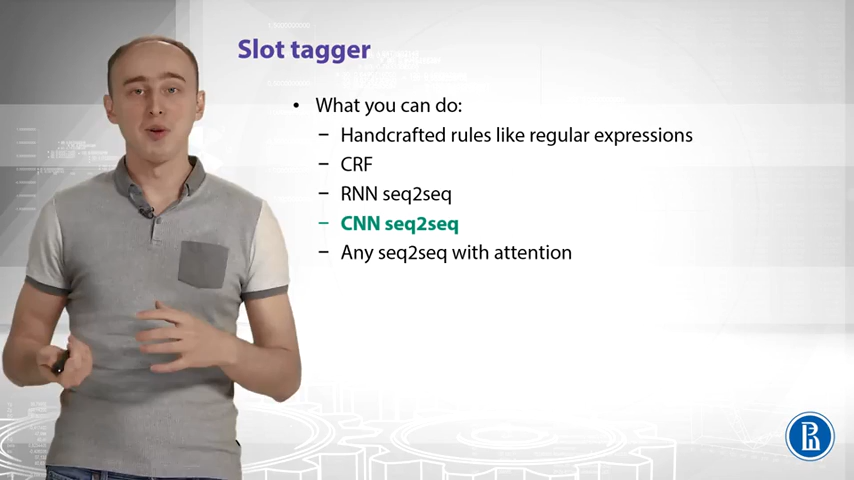 Slot tagger
• What you can do:
– Handcrafted rules like regular expressions
– CRF
– RNN seq2seq
– CNN seq2seq
– Any seq2seq with attention